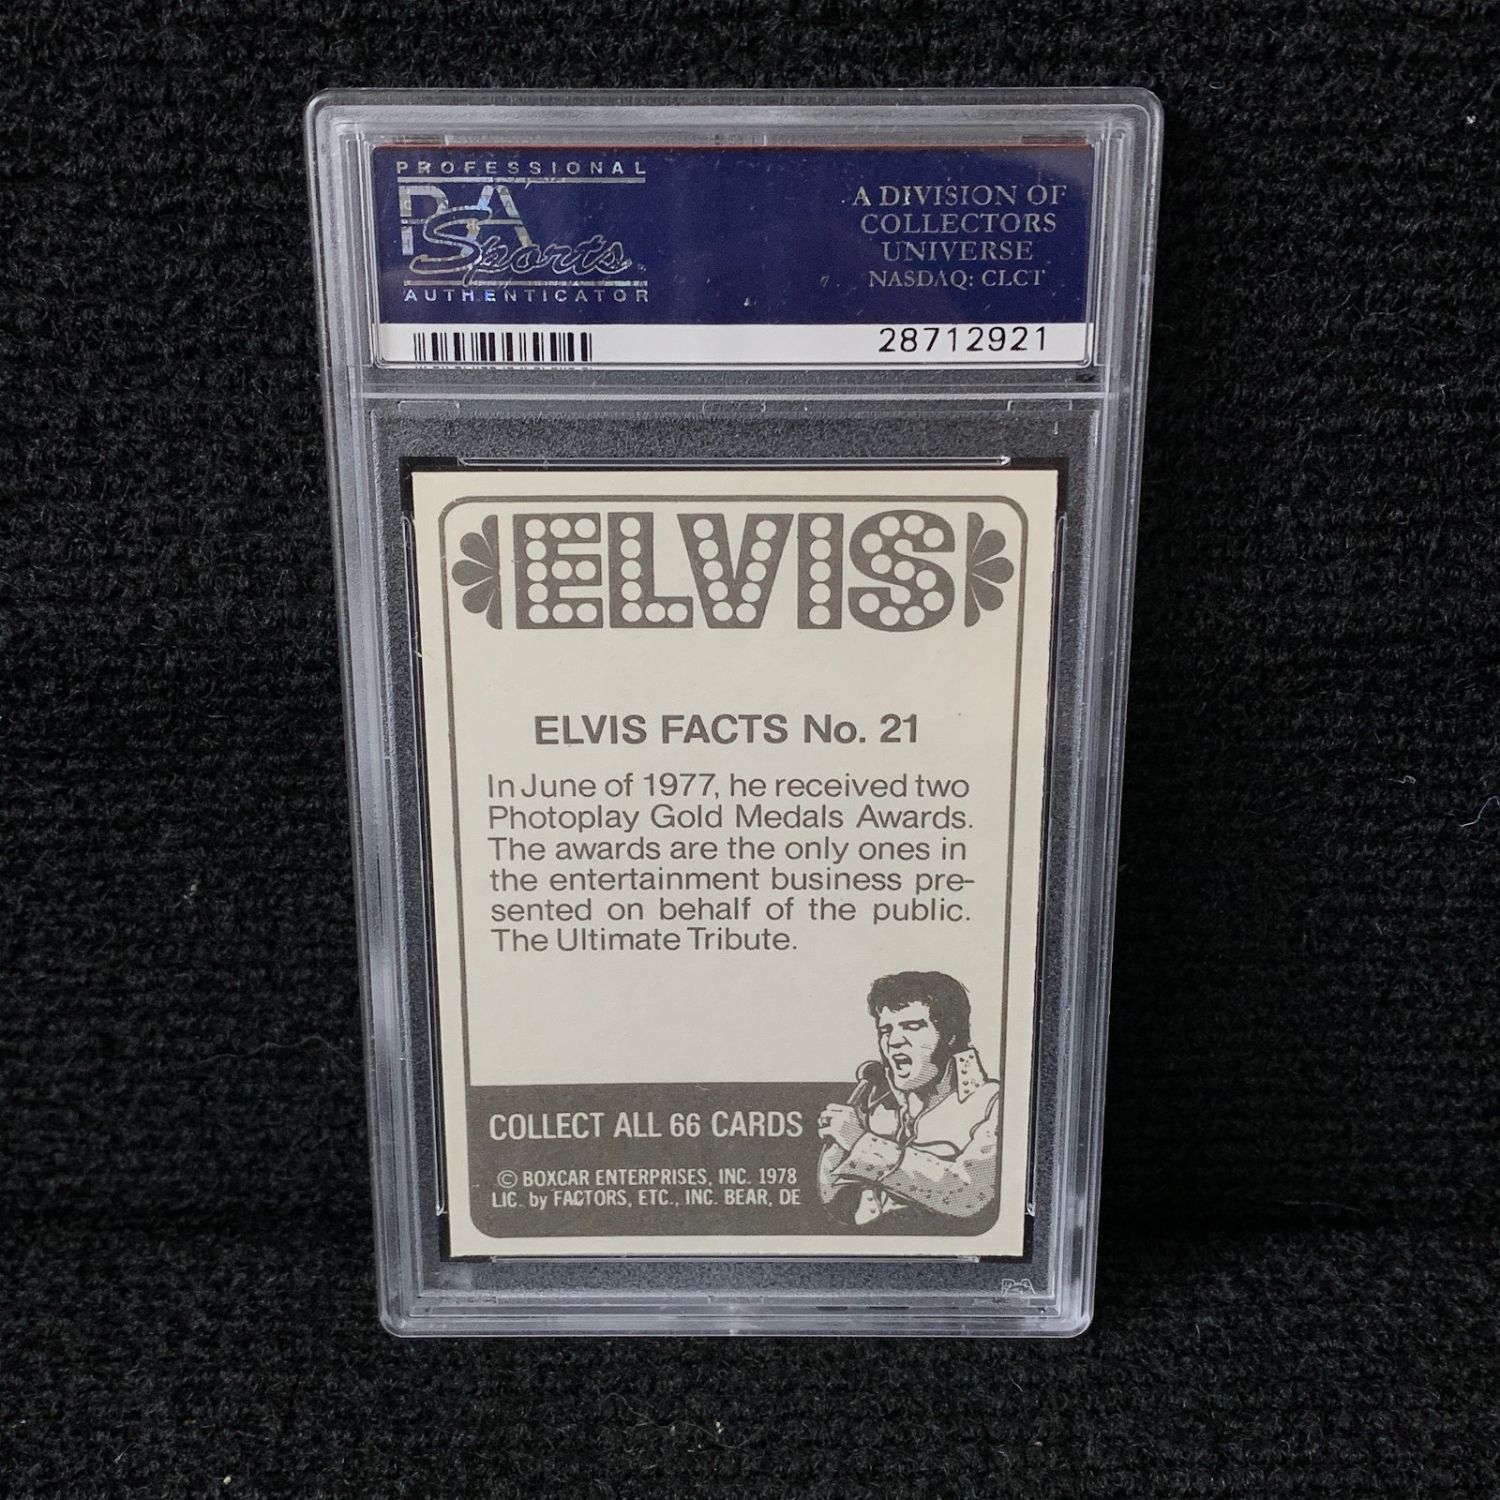 PROFESSIONAL
PSA
Sports
AUTHENTICATOR
A DIVISION OF
COLLECTORS
UNIVERSE
NASDAQ: CLCT
28712921
ELVIS
ELVIS FACTS No. 21
In June of 1977, he received two
Photoplay Gold Medals Awards.
The awards are the only ones in
the entertainment business pre-
sented on behalf of the public.
The Ultimate Tribute.
COLLECT ALL 66 CARDS
© BOXCAR ENTERPRISES, INC. 1978
LIC. by FACTORS, ETC., INC. BEAR, DE
PSA